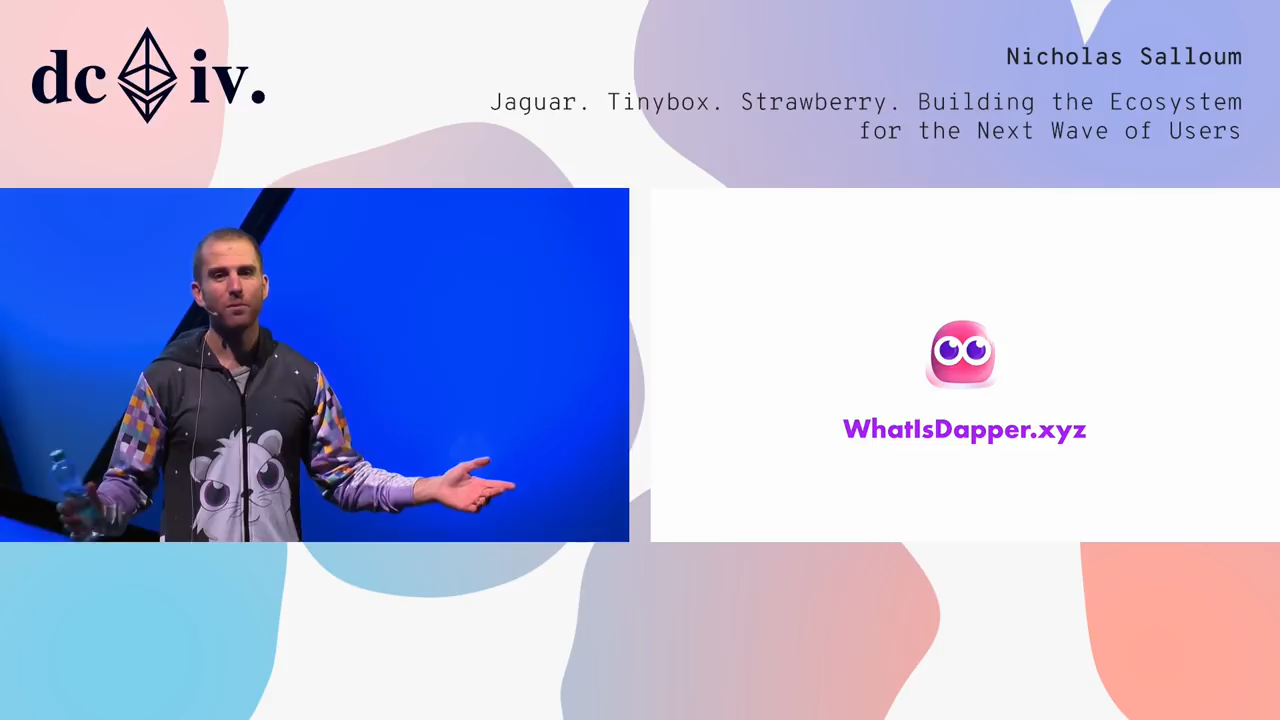 dc iv.
Nicholas Salloum
Jaguar. Tinybox. Strawberry. Building the Ecosystem
for the Next Wave of Users
WhatIsDapper.xyz